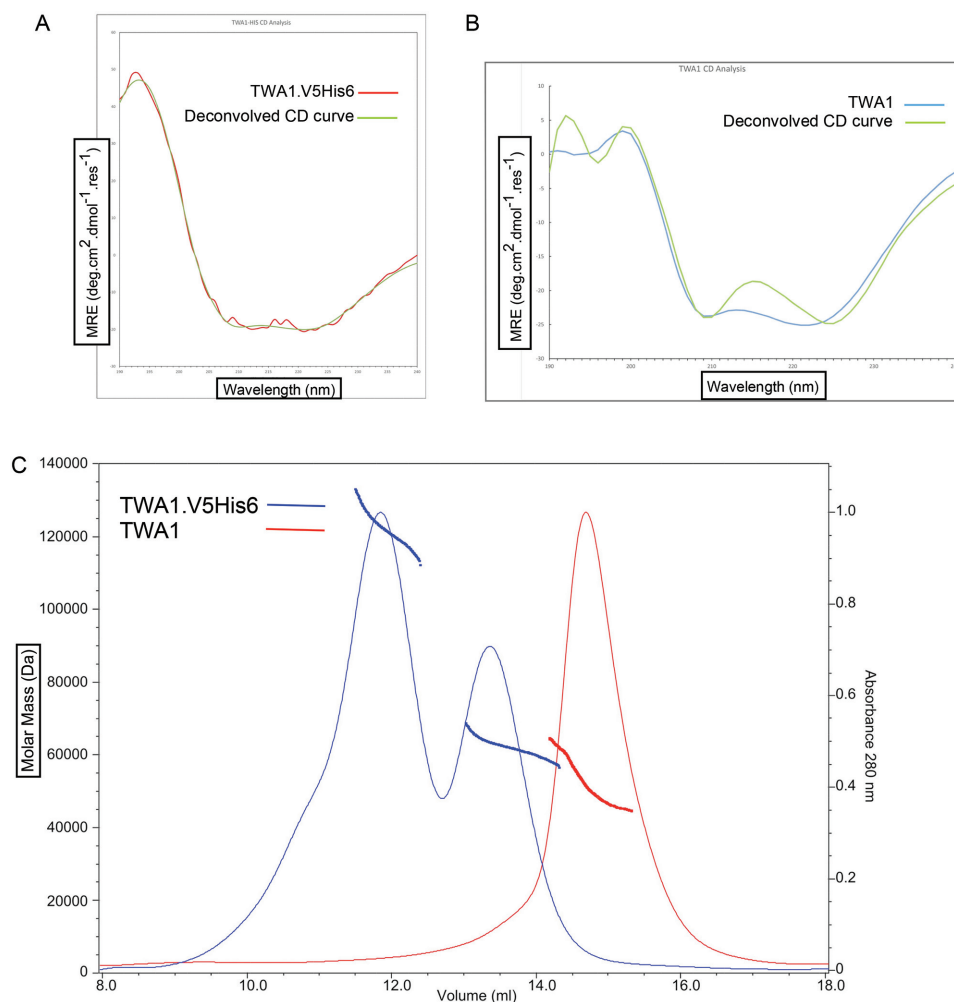 A
TWA1-HIS CD Analysis
TWA1.V5His6
Deconvolved CD curve
MRE (deg.cm2.dmol-1.res-1)
Wavelength (nm)
B
TWA1 CD Analysis
TWA1
Deconvolved CD curve
10
5
0
-5
-10
-15
-20
-25
-30
MRE (deg.cm2.dmol-1.res-1)
190
200
210
220
230
Wavelength (nm)
C
TWA1.V5His6
TWA1
140000
120000
100000
80000
60000
40000
20000
0
Molar Mass (Da)
1.0
0.8
0.6
0.4
0.2
0
Absorbance 280 nm
8.0
10.0
12.0
14.0
16.0
18.0
Volume (ml)